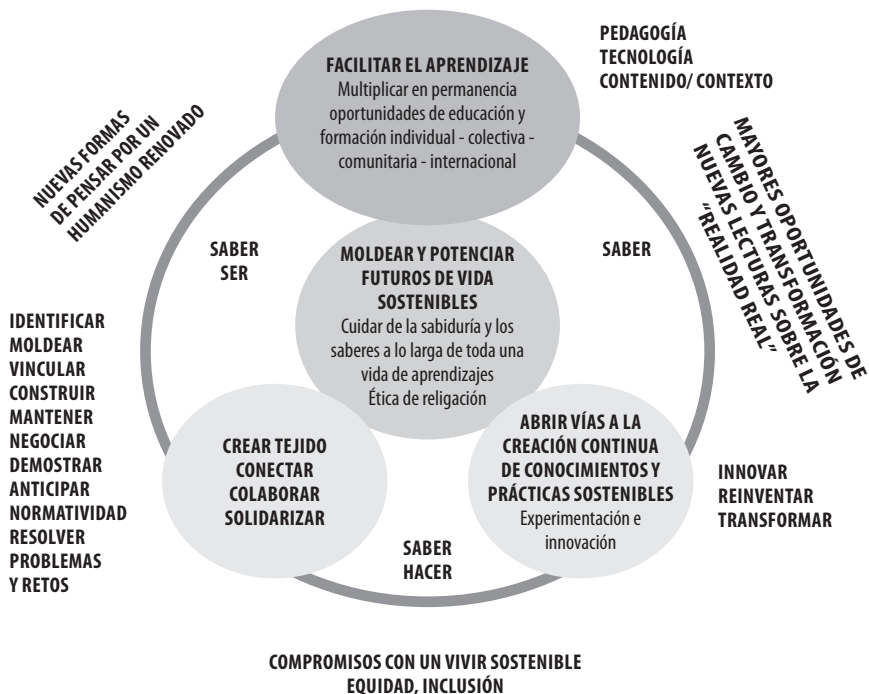 PEDAGOGÍA
TECNOLOGÍA
CONTENIDO/ CONTEXTO
FACILITAR EL APRENDIZAJE
Multiplicar en permanencia
oportunidades de educación y
formación individual - colectiva -
comunitaria - internacional
NUEVAS FORMAS
DE PENSAR POR UN
HUMANISMO RENOVADO
MAYORES OPORTUNIDADES DE
CAMBIO Y TRANSFORMACIÓN
NUEVAS LECTURAS SOBRE LA
“REALIDAD REAL”
SABER
SER
SABER
MOLDEAR Y POTENCIAR
FUTUROS DE VIDA
SOSTENIBLES
Cuidar de la sabiduría y los
saberes a lo larga de toda una
vida de aprendizajes
Ética de religación
IDENTIFICAR
MOLDEAR
VINCULAR
CONSTRUIR
MANTENER
NEGOCIAR
DEMOSTRAR
ANTICIPAR
NORMATIVIDAD
RESOLVER
PROBLEMAS
Y RETOS
CREAR TEJIDO
CONECTAR
COLABORAR
SOLIDARIZAR
ABRIR VÍAS A LA
CREACIÓN CONTINUA
DE CONOCIMIENTOS Y
PRÁCTICAS SOSTENIBLES
Experimentación e
innovación
INNOVAR
REINVENTAR
TRANSFORMAR
SABER
HACER
COMPROMISOS CON UN VIVIR SOSTENIBLE
EQUIDAD, INCLUSIÓN